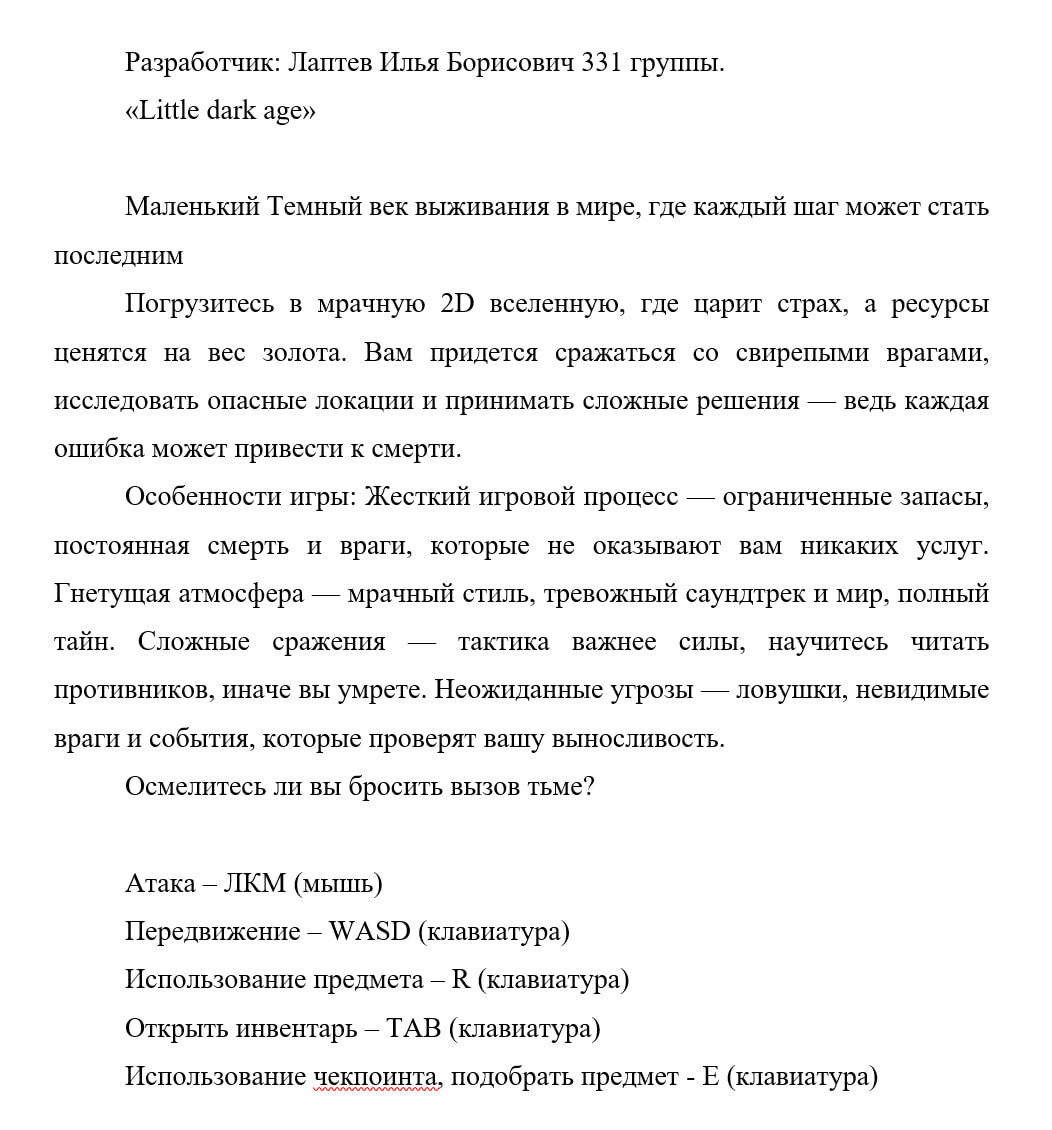 Разработчик: Лаптев Илья Борисович 331 группы.
«Little dark age»
Маленький Темный век выживания в мире, где каждый шаг может стать
последним
Погрузитесь в мрачную 2D вселенную, где царит страх, а ресурсы
ценятся на вес золота. Вам придется сражаться со свирепыми врагами,
исследовать опасные локации и принимать сложные решения — ведь каждая
ошибка может привести к смерти.
Особенности игры: Жесткий игровой процесс — ограниченные запасы,
постоянная смерть и враги, которые не оказывают вам никаких услуг.
Гнетущая атмосфера — мрачный стиль, тревожный саундтрек и мир, полный
тайн. Сложные сражения — тактика важнее силы, научитесь читать
противников, иначе вы умрете. Неожиданные угрозы — ловушки, невидимые
враги и события, которые проверят вашу выносливость.
Осмелитесь ли вы бросить вызов тьме?
Атака – ЛКМ (мышь)
Передвижение – WASD (клавиатура)
Использование предмета – R (клавиатура)
Открыть инвентарь – TAB (клавиатура)
Использование чекпоинта, подобрать предмет - E (клавиатура)